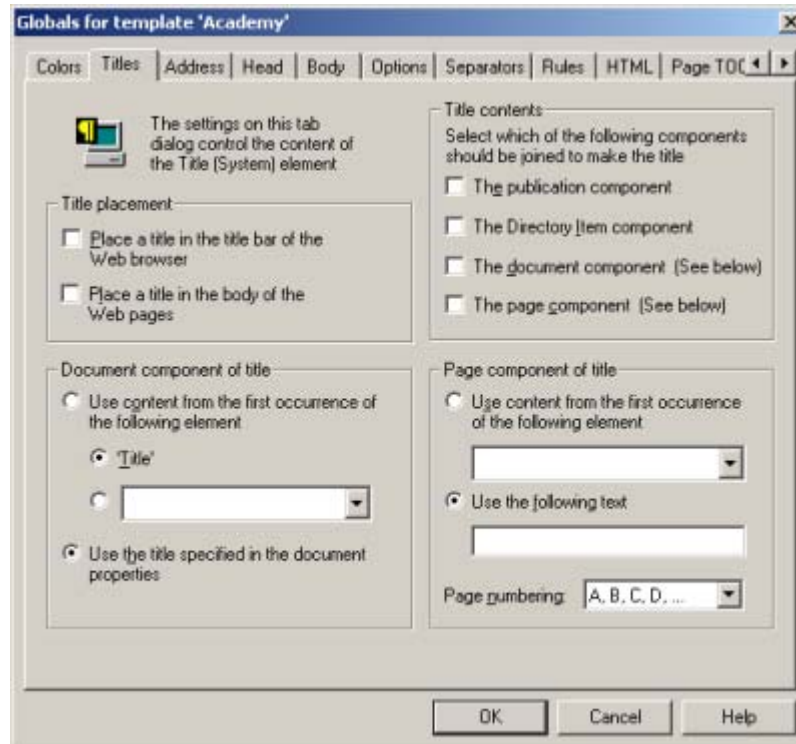 Globals for template 'Academy'
Colors Titles Address Head Body Options Separators Rules HTML Page TOC
The settings on this tab
dialog control the content of
the Title (System) element
Title placement
Place a title in the title bar of the
Web browser
Place a title in the body of the
Web pages
Title contents
Select which of the following components
should be joined to make the title
The publication component
The Directory Item component
The document component (See below)
The page component (See below)
Document component of title
Use content from the first occurrence of
the following element
'Title'
Use the title specified in the document
properties
Page component of title
Use content from the first occurrence
of the following element
Use the following text
Page numbering: A, B, C, D, ...
OK Cancel Help